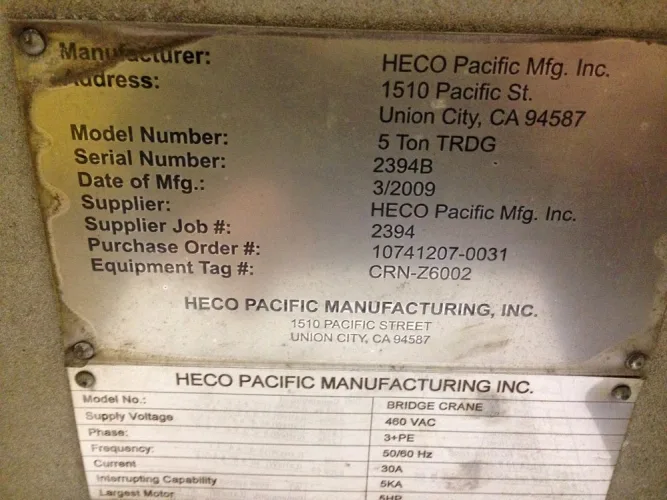 Manufacturer: HECO Pacific Mfg. Inc.
Address: 1510 Pacific St.
Union City, CA 94587
Model Number: 5 Ton TRDG
Serial Number: 2394B
Date of Mfg.: 3/2009
Supplier: HECO Pacific Mfg. Inc.
Supplier Job #: 2394
Purchase Order #: 10741207-0031
Equipment Tag #: CRN-Z6002
HECO PACIFIC MANUFACTURING, INC.
1510 PACIFIC STREET
UNION CITY, CA 94587
HECO PACIFIC MANUFACTURING INC.
Model No.: BRIDGE CRANE
Supply Voltage 460 VAC
Phase: 3+PE
Frequency: 50/60 Hz
Current 30A
Interrupting Capability 5KA
Largest Motor 5HP